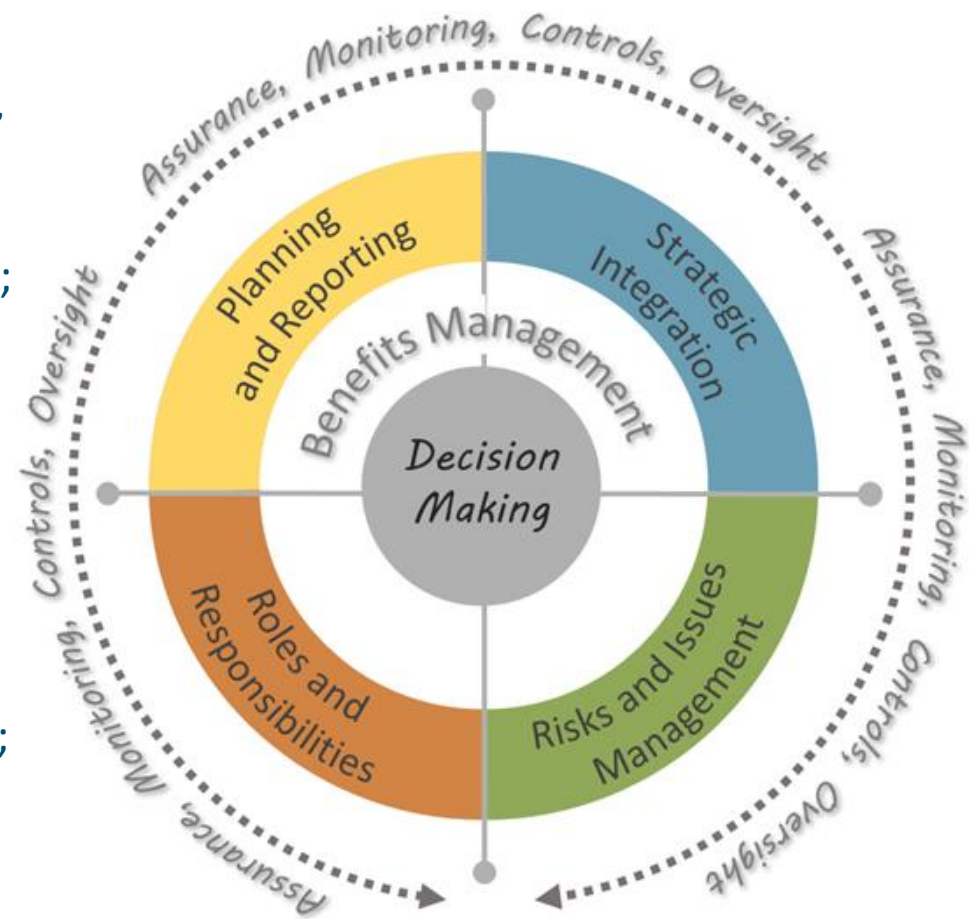 Assurance, Monitoring, Controls, Oversight
Assurance, Monitoring, Controls, Oversight
Assurance, Monitoring, Controls, Oversight
Planning
and Reporting
Strategic
Integration
Benefits Management
Decision
Making
Roles and
Responsibilities
Risks and Issues
Management
;
;